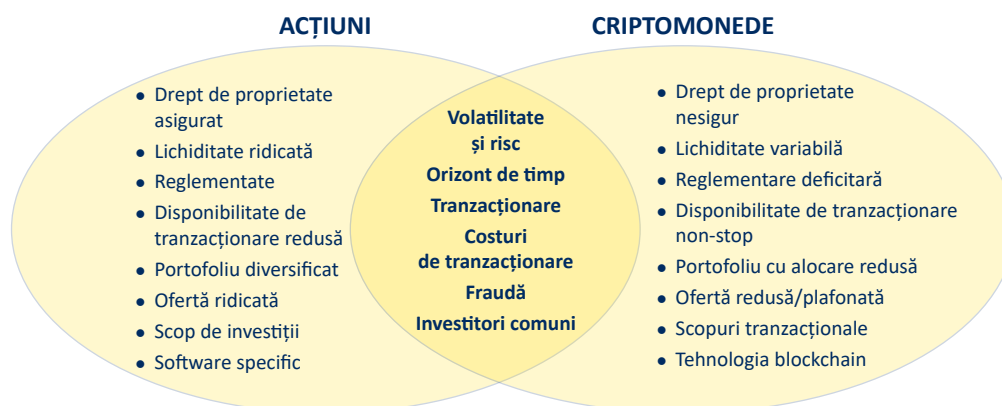 ACȚIUNI
CRIPTOMONEDE
• Drept de proprietate
asigurat
• Lichiditate ridicată
• Reglementate
• Disponibilitate de
tranzacționare redusă
• Portofoliu diversificat
• Ofertă ridicată
• Scop de investiții
• Software specific
Volatilitate
și risc
Orizont de timp
Tranzacționare
Costuri
de tranzacționare
Fraudă
Investitori comuni
• Drept de proprietate
nesigur
• Lichiditate variabilă
• Reglementare deficitară
• Disponibilitate de tranzacționare
non-stop
• Portofoliu cu alocare redusă
• Ofertă redusă/plafonată
• Scopuri tranzacționale
• Tehnologia blockchain